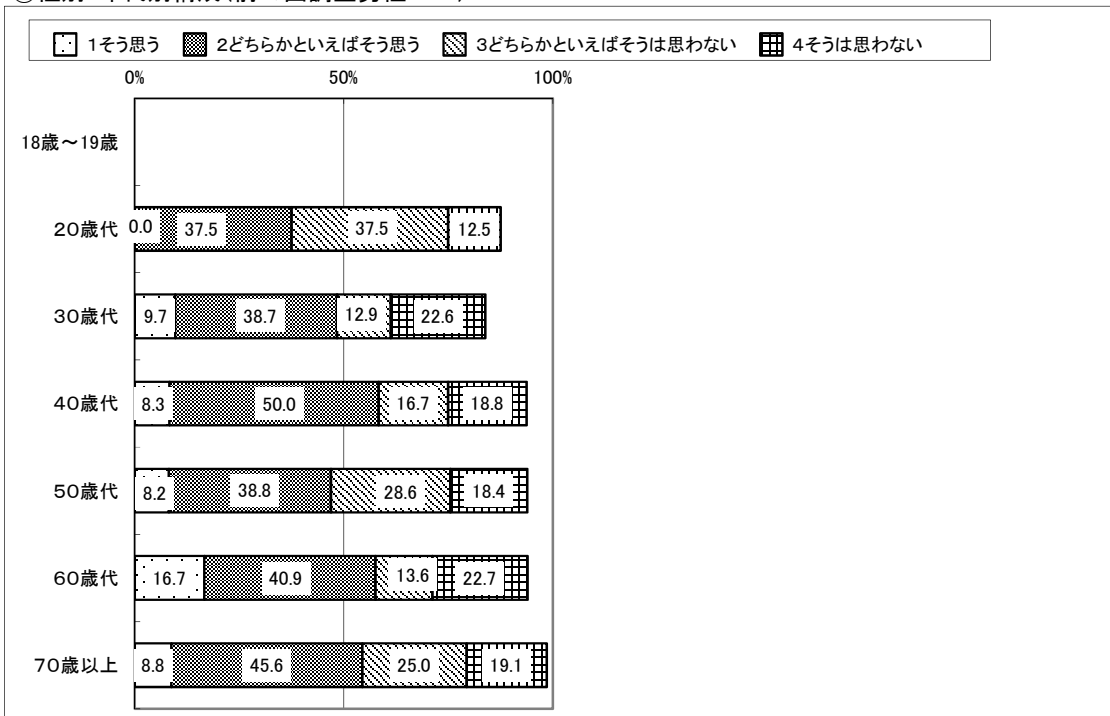 1そう思う 2どちらかといえばそう思う 3どちらかといえばそうは思わない 4そうは思わない
0% 50% 100%
18歳～19歳
20歳代 0.0 37.5 37.5 12.5
30歳代 9.7 38.7 12.9 22.6
40歳代 8.3 50.0 16.7 18.8
50歳代 8.2 38.8 28.6 18.4
60歳代 16.7 40.9 13.6 22.7
70歳以上 8.8 45.6 25.0 19.1